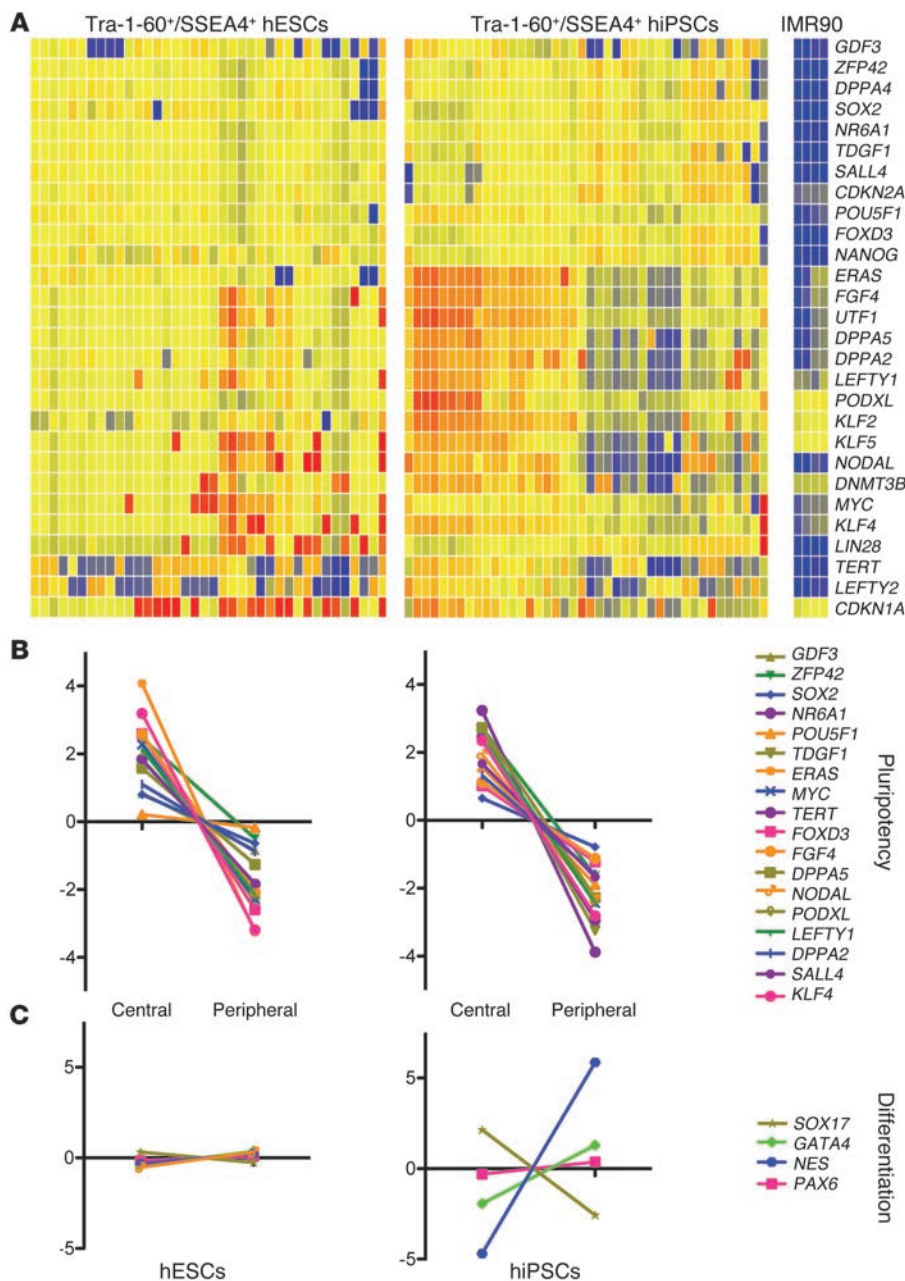 A
Tra-1-60⁺/SSEA4⁺ hESCs
Tra-1-60⁺/SSEA4⁺ hiPSCs
IMR90
GDF3
ZFP42
DPPA4
SOX2
NR6A1
TDGF1
SALL4
CDKN2A
POU5F1
FOXD3
NANOG
ERAS
FGF4
UTF1
DPPA5
DPPA2
LEFTY1
PODXL
KLF2
KLF5
NODAL
DNMT3B
MYC
KLF4
LIN28
TERT
LEFTY2
CDKN1A
B
4
2
0
-2
-4
4
2
0
-2
-4
GDF3
ZFP42
SOX2
NR6A1
POU5F1
TDGF1
ERAS
MYC
TERT
FOXD3
FGF4
DPPA5
NODAL
PODXL
LEFTY1
DPPA2
SALL4
KLF4
Pluripotency
Central
Peripheral
Central
Peripheral
C
5
0
-5
hESCs
5
0
-5
hiPSCs
SOX17
GATA4
NES
PAX6
Differentiation